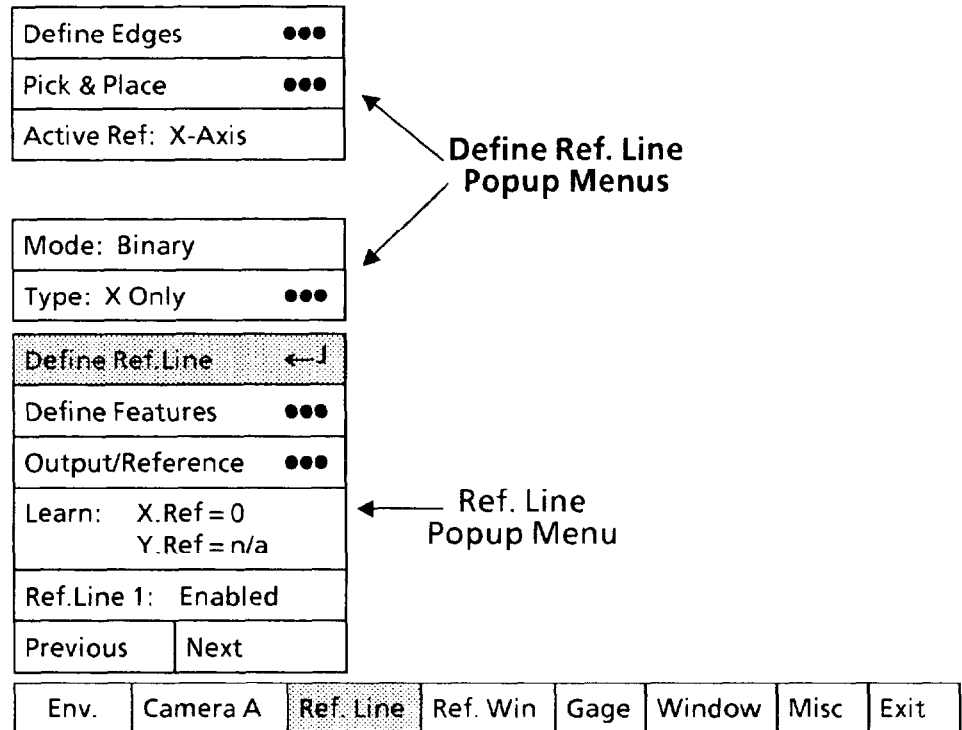 Define Edges ●●●
Pick & Place ●●●
Active Ref: X-Axis
Define Ref. Line
Popup Menus
Mode: Binary
Type: X Only ●●●
Define Ref.Line ←┘
Define Features ●●●
Output/Reference ●●●
Learn: X.Ref = 0
Y.Ref = n/a
Ref. Line
Popup Menu
Ref.Line 1: Enabled
Previous Next
Env. Camera A Ref. Line Ref. Win Gage Window Misc Exit